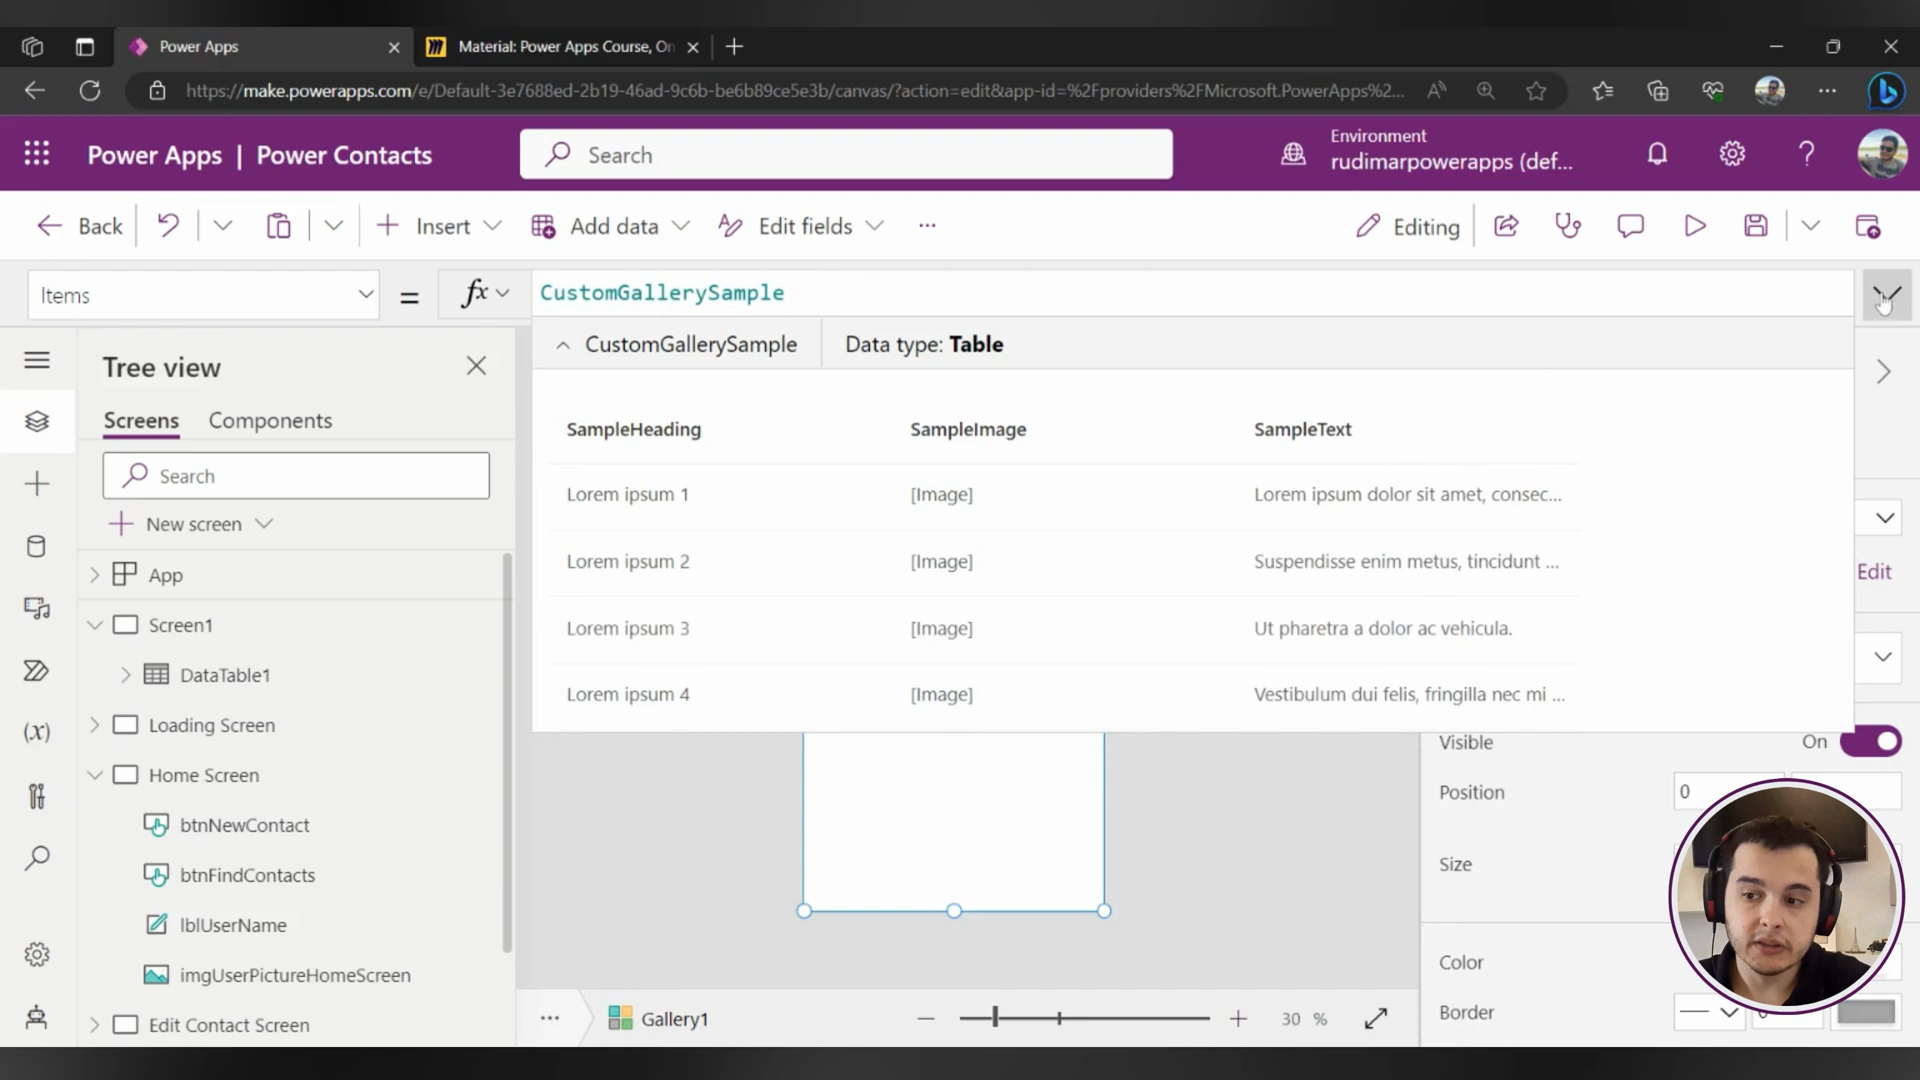 Power Apps
Material: Power Apps Course, On
https://make.powerapps.com/e/Default-3e7688ed-2b19-46ad-9c6b-be6b89ce5e3b/canvas/?action=edit&app-id=%2Fproviders%2FMicrosoft.PowerApps%2...
Power Apps | Power Contacts
Search
Environment
rudimarpowerapps (def...
Back
Insert
Add data
Edit fields
...
Editing
Items
=
fx
CustomGallerySample
CustomGallerySample
Data type: Table
SampleHeading
SampleImage
SampleText
Lorem ipsum 1
[Image]
Lorem ipsum dolor sit amet, consec...
Lorem ipsum 2
[Image]
Suspendisse enim metus, tincidunt ...
Lorem ipsum 3
[Image]
Ut pharetra a dolor ac vehicula.
Lorem ipsum 4
[Image]
Vestibulum dui felis, fringilla nec mi ...
Tree view
Screens
Components
Search
New screen
App
Screen1
DataTable1
Loading Screen
Home Screen
btnNewContact
btnFindContacts
lblUserName
imgUserPictureHomeScreen
Edit Contact Screen
Edit
Visible
On
Position
0
Size
Color
Border
...
Gallery1
30 %